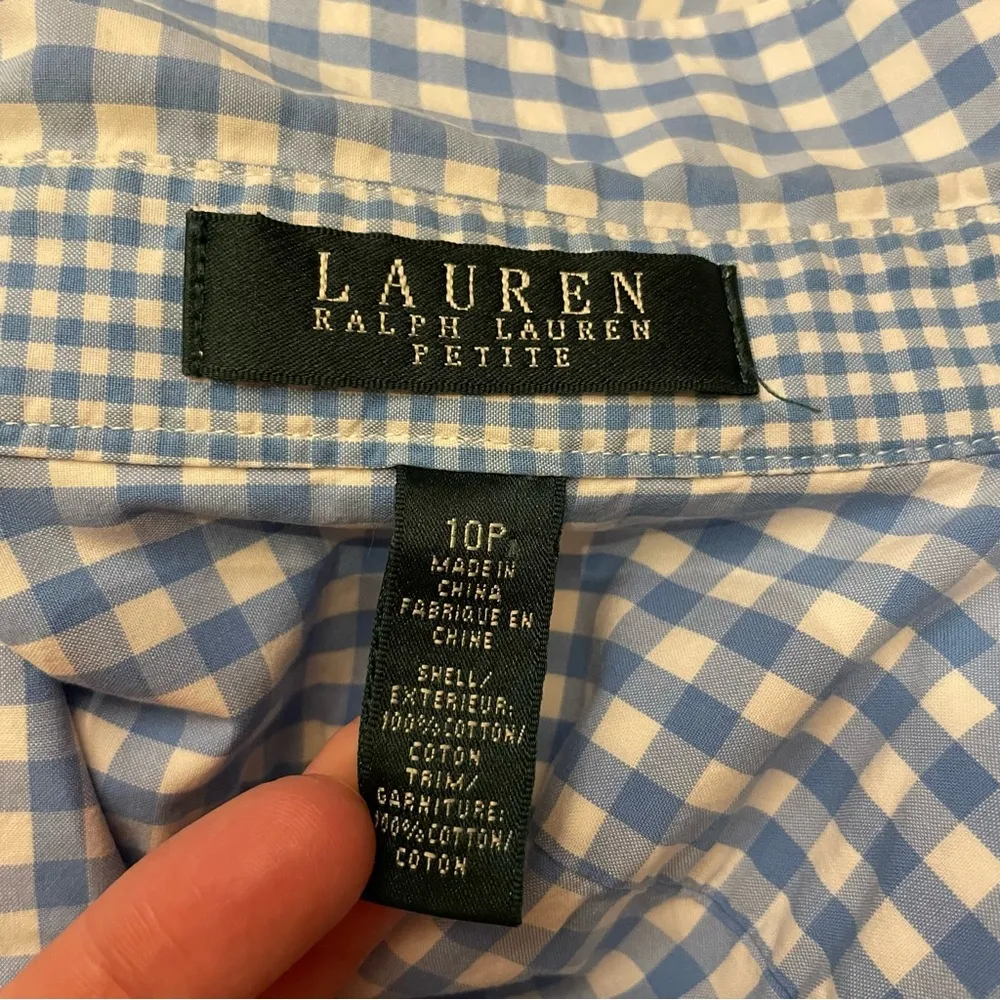 LAUREN
RALPH LAUREN
PETITE
10P
MADE IN
CHINA
FABRIQUE EN
CHINE
SHELL/
EXTERIEUR:
100% COTTON/
COTON
TRIM/
GARNITURE:
100% COTTON/
COTON